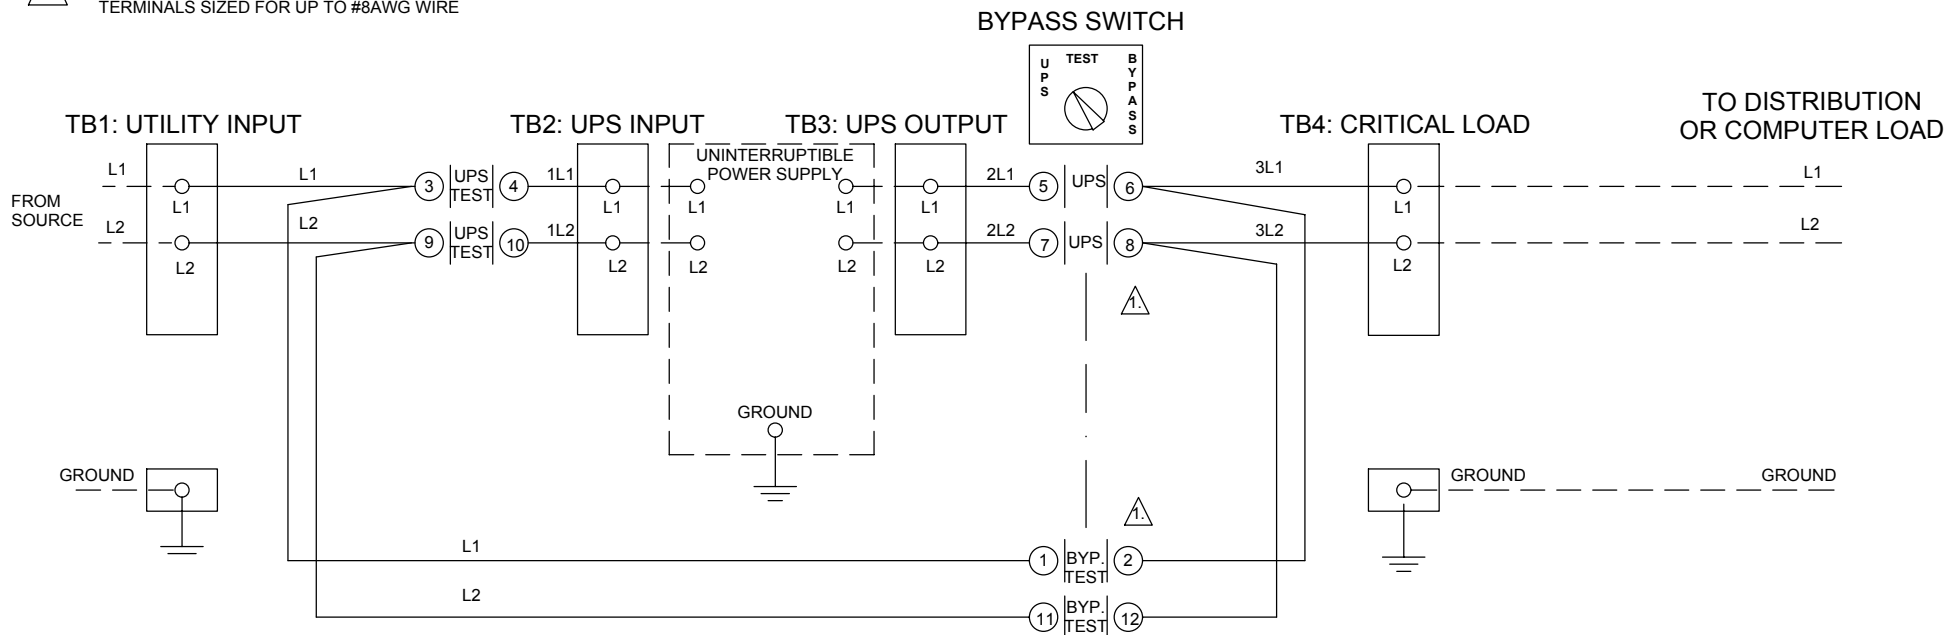 TERMINALS SIZED FOR UP TO #8AWG WIRE
BYPASS SWITCH
UPS
TEST
BYPASS
TB1: UTILITY INPUT
TB2: UPS INPUT
TB3: UPS OUTPUT
TB4: CRITICAL LOAD
TO DISTRIBUTION
OR COMPUTER LOAD
UNINTERRUPTIBLE
POWER SUPPLY
FROM
SOURCE
L1
L1
L1
3
UPS
TEST
4
1L1
L1
L1
L1
L1
2L1
5
UPS
6
3L1
L1
L1
L2
L2
L2
9
UPS
TEST
10
1L2
L2
L2
L2
L2
2L2
7
UPS
8
3L2
L2
L2
1.
GROUND
GROUND
GROUND
GROUND
1.
L1
1
BYP.
TEST
2
L2
11
BYP.
TEST
12